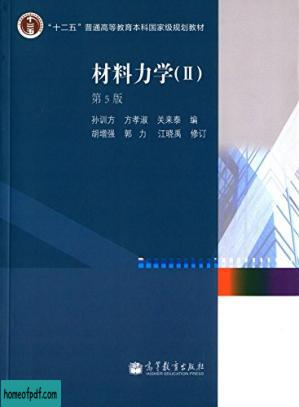 "十二五"普通高等教育本科国家级规划教材
材料力学(Ⅱ)
第5版
孙训方 方孝淑 关来泰 编
胡增强 郭力 江晓禹 修订
高等教育出版社
HIGHER EDUCATION PRESS
homeofpdf.com